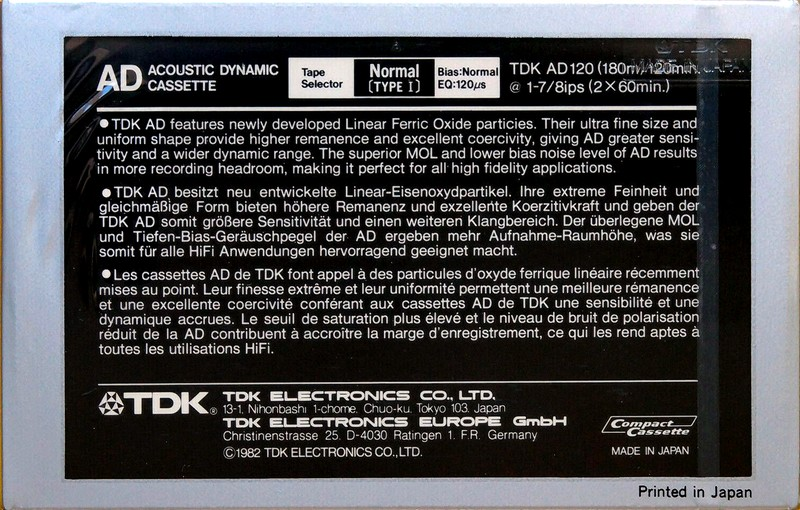 TDK
MADE IN JAPAN
AD ACOUSTIC DYNAMIC CASSETTE
Tape Selector
Normal [TYPE I]
Bias:Normal EQ:120μs
TDK AD120 (180m/120min.
@ 1-7/8ips (2×60min.)
●TDK AD features newly developed Linear Ferric Oxide particies. Their ultra fine size and
uniform shape provide higher remanence and excellent coercivity, giving AD greater sensi-
tivity and a wider dynamic range. The superior MOL and lower bias noise level of AD results
in more recording headroom, making it perfect for all high fidelity applications.
●TDK AD besitzt neu entwickelte Linear-Eisenoxydpartikel. Ihre extreme Feinheit und
gleichmäßige Form bieten höhere Remanenz und exzellente Koerzitivkraft und geben der
TDK AD somit größere Sensitivität und einen weiteren Klangbereich. Der überlegene MOL
und Tiefen-Bias-Geräuschpegel der AD ergeben mehr Aufnahme-Raumhöhe, was sie
somit für alle HiFi Anwendungen hervorragend geeignet macht.
●Les cassettes AD de TDK font appel à des particules d'oxyde ferrique linéaire récemment
mises au point. Leur finesse extrême et leur uniformité permettent une meilleure rémanence
et une excellente coercivité conférant aux cassettes AD de TDK une sensibilité et une
dynamique accrues. Le seuil de saturation plus élevé et le niveau de bruit de polarisation
réduit de la AD contribuent à accroître la marge d'enregistrement, ce qui les rend aptes à
toutes les utilisations HiFi.
TDK® TDK ELECTRONICS CO., LTD.
13-1, Nihonbashi 1-chome, Chuo-ku, Tokyo 103, Japan
TDK ELECTRONICS EUROPE GmbH
Christinenstrasse 25, D-4030 Ratingen 1, F.R. Germany
©1982 TDK ELECTRONICS CO.,LTD.
Compact Cassette
MADE IN JAPAN
Printed in Japan